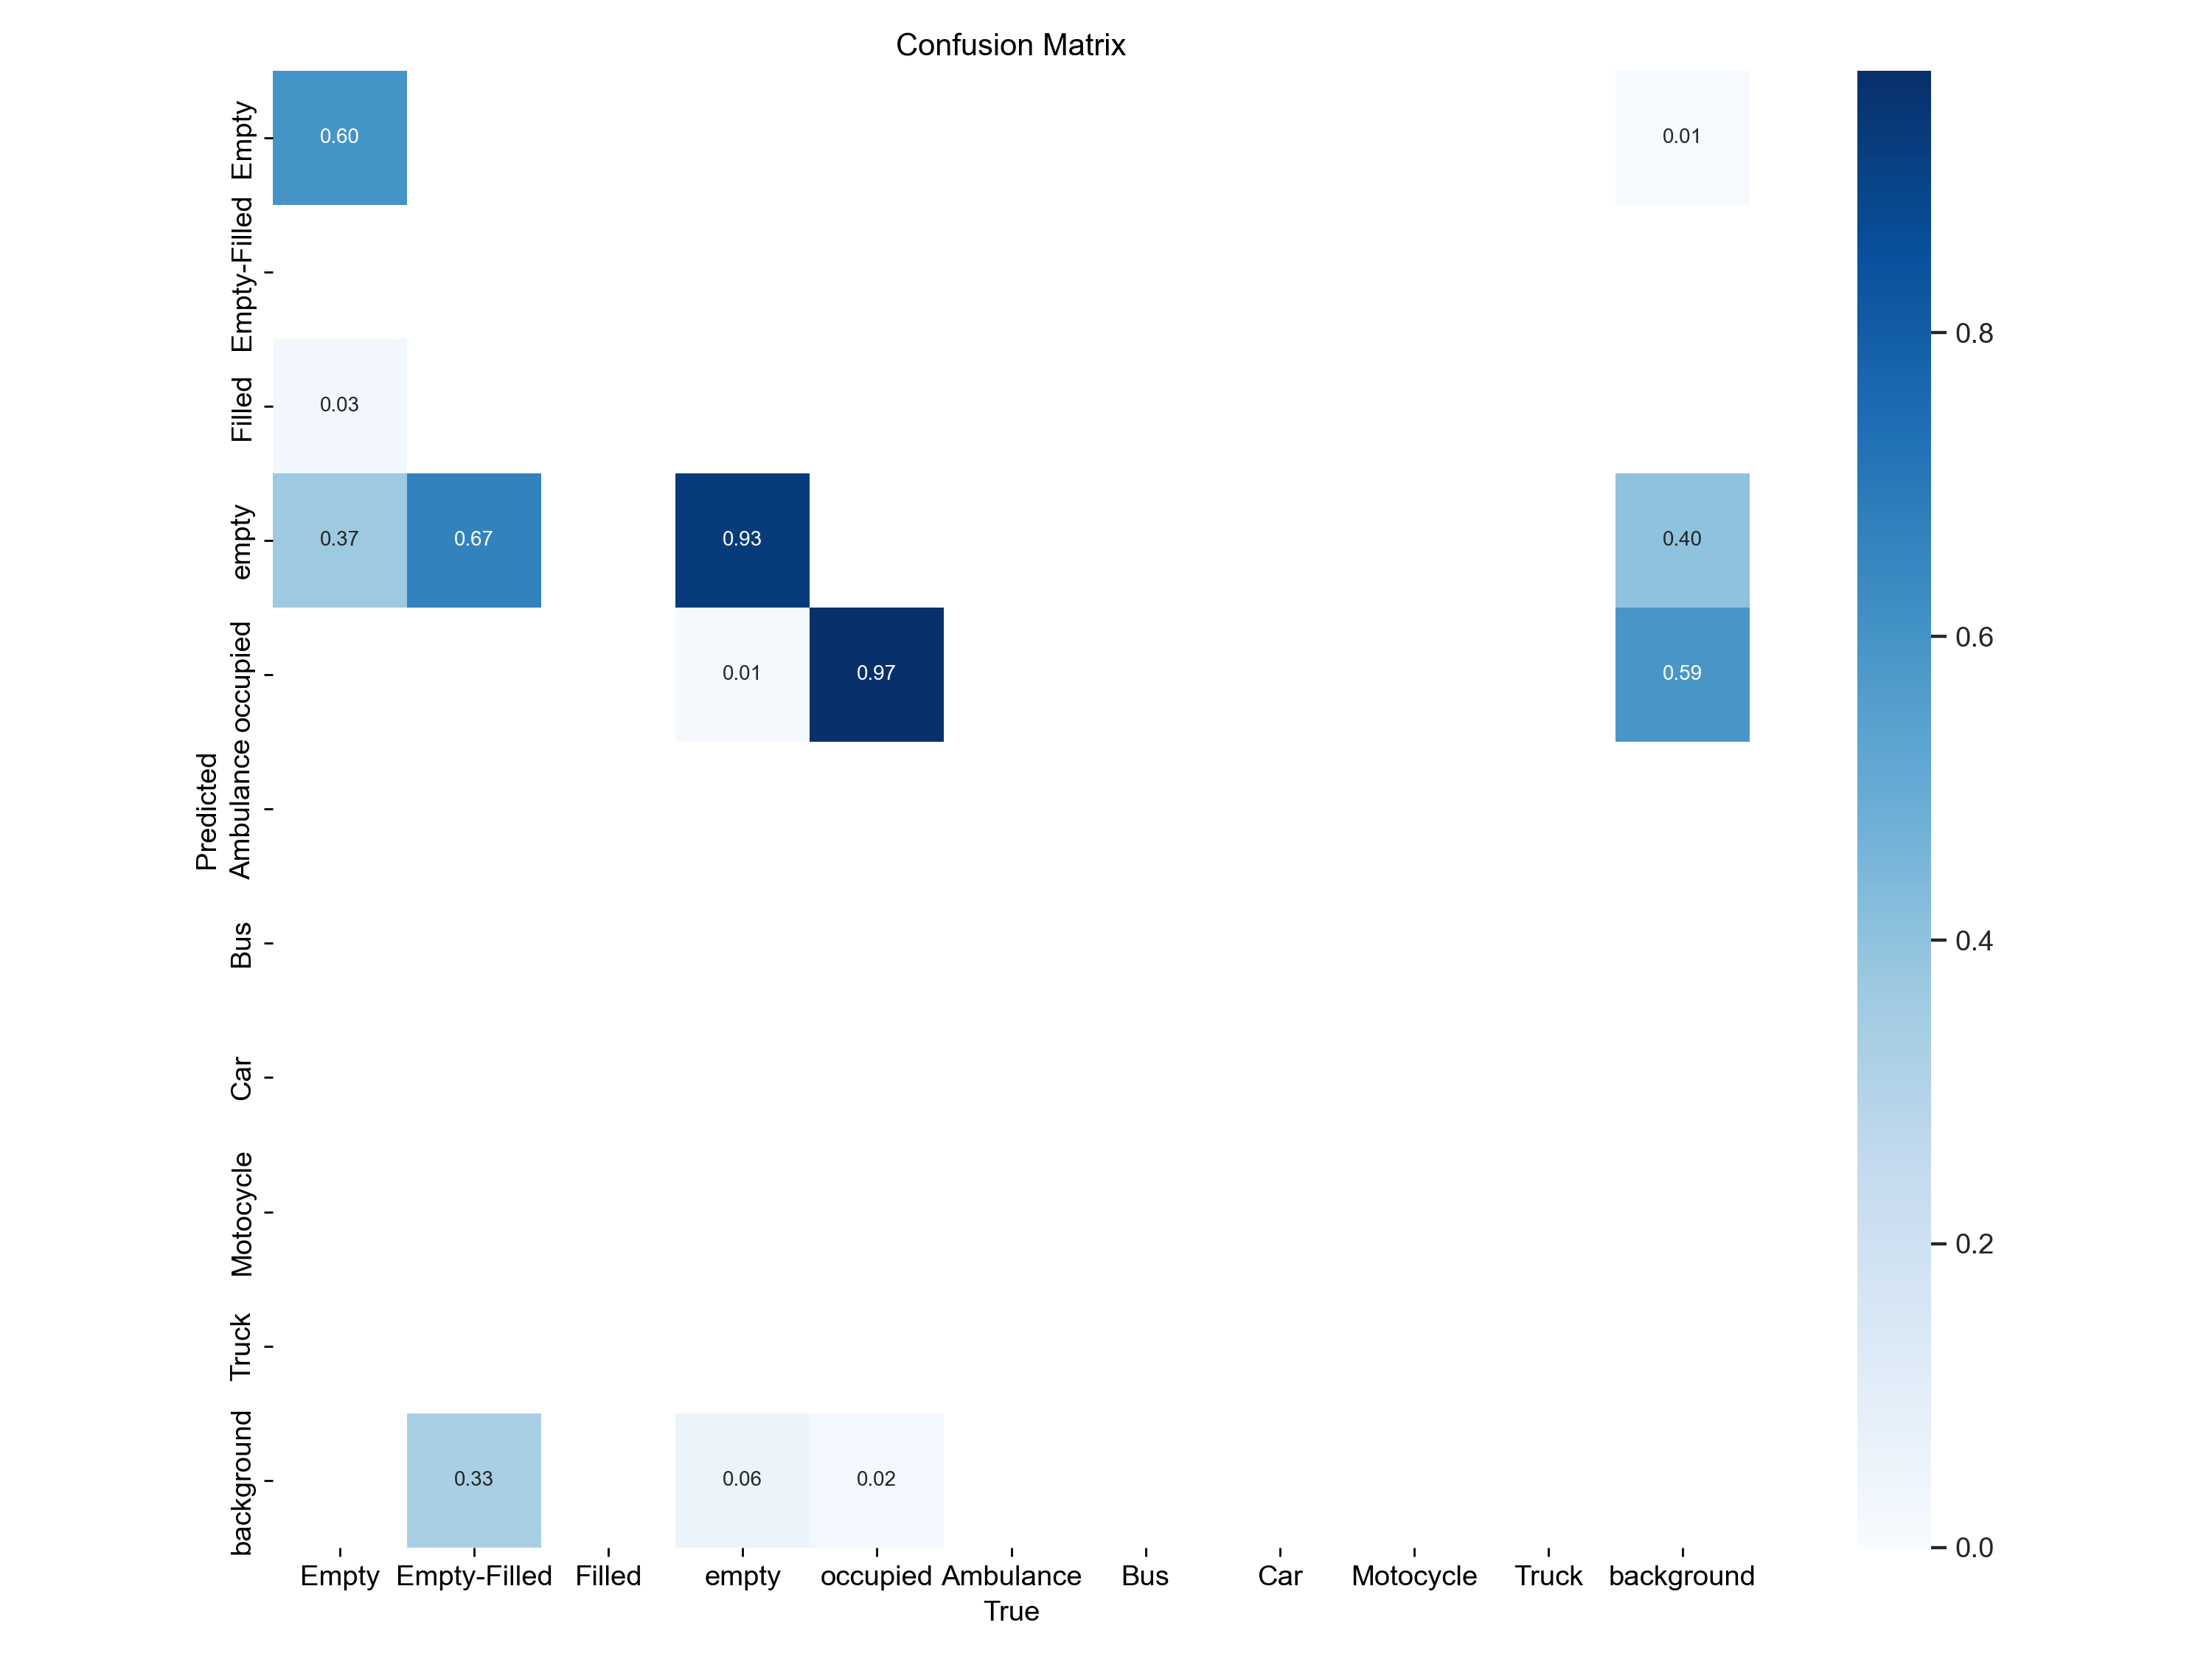 Confusion Matrix
Empty
0.60
0.01
Empty-Filled
Filled
0.03
0.8
empty
0.37 0.67 0.93 0.40
occupied
0.01 0.97 0.59
0.6
Predicted
Ambulance
Bus
0.4
Car
Motocycle
0.2
Truck
background
0.33 0.06 0.02
0.0
Empty Empty-Filled Filled empty occupied Ambulance Bus Car Motocycle Truck background
True